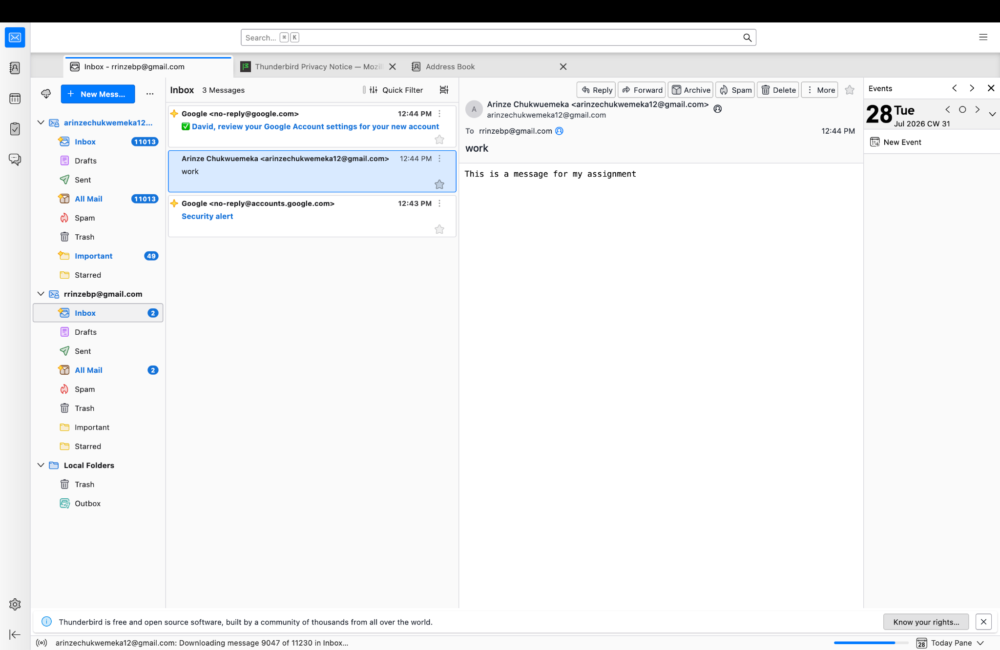 Search... ⌘ K
Inbox - rrinzebp@gmail.com
Thunderbird Privacy Notice — Mozil
Address Book
New Mess...
arinzechukwemeka12...
Inbox 11013
Drafts
Sent
All Mail 11013
Spam
Trash
Important 49
Starred
rrinzebp@gmail.com
Inbox 2
Drafts
Sent
All Mail 2
Spam
Trash
Important
Starred
Local Folders
Trash
Outbox
Inbox 3 Messages Quick Filter
Google <no-reply@google.com> 12:44 PM
✅ David, review your Google Account settings for your new account
Arinze Chukwuemeka <arinzechukwemeka12@gmail.com> 12:44 PM
work
Google <no-reply@accounts.google.com> 12:43 PM
Security alert
Reply Forward Archive Spam Delete More
A
Arinze Chukwuemeka <arinzechukwemeka12@gmail.com>
arinzechukwemeka12@gmail.com
To rrinzebp@gmail.com 12:44 PM
work
This is a message for my assignment
Events
28 Tue
Jul 2026 CW 31
New Event
Thunderbird is free and open source software, built by a community of thousands from all over the world.
Know your rights...
arinzechukwemeka12@gmail.com: Downloading message 9047 of 11230 in Inbox...
28 Today Pane